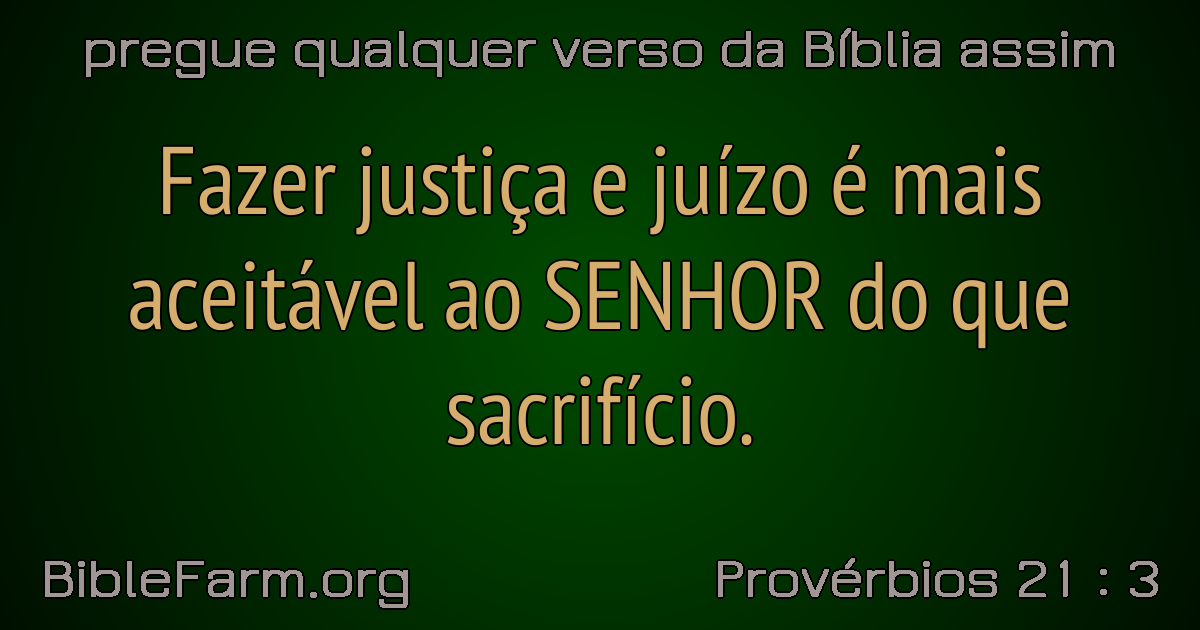 pregue qualquer verso da Bíblia assim
Fazer justiça e juízo é mais
aceitável ao SENHOR do que
sacrifício.
BibleFarm.org
Provérbios 21 : 3